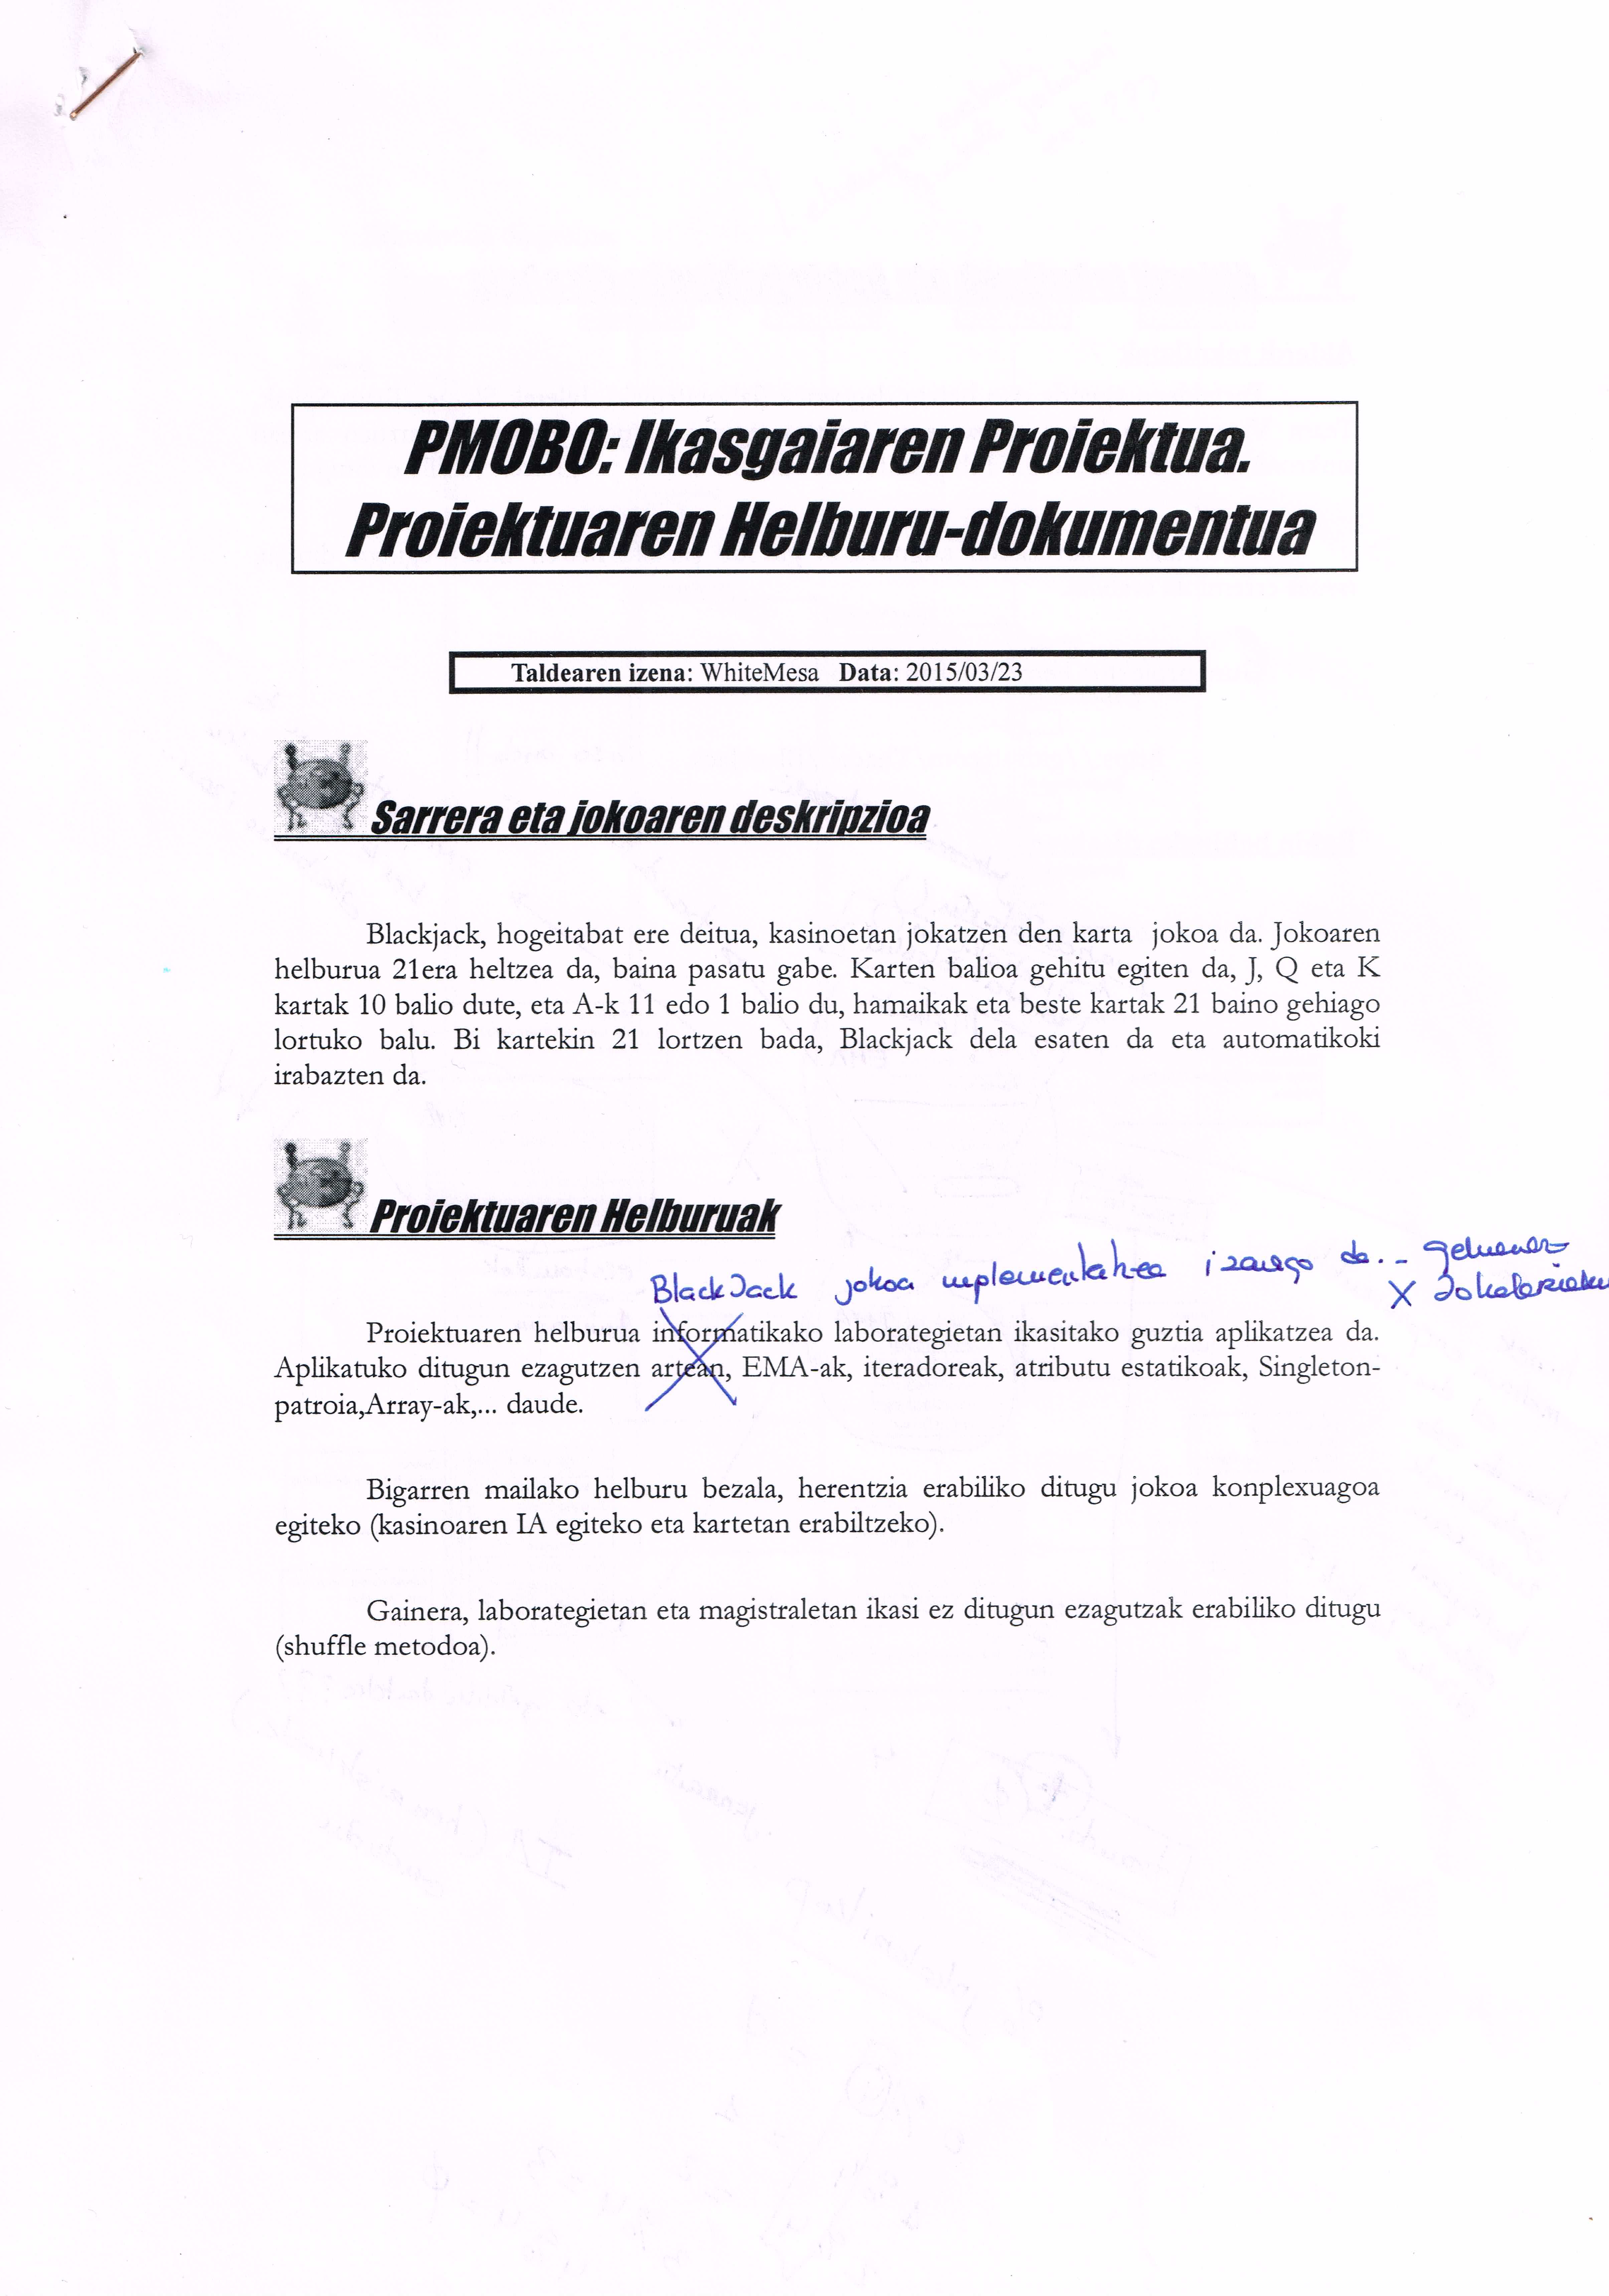 PMOBO: Ikasgaiaren Proiektua.
Proiektuaren Helburu-dokumentua
Taldearen izena: WhiteMesa Data: 2015/03/23
Sarrera eta jokoaren deskripzioa
Blackjack, hogeitabat ere deitua, kasinoetan jokatzen den karta jokoa da. Jokoaren
helburua 21era heltzea da, baina pasatu gabe. Karten balioa gehitu egiten da, J, Q eta K
kartak 10 balio dute, eta A-k 11 edo 1 balio du, hamaikak eta beste kartak 21 baino gehiago
lortuko balu. Bi kartekin 21 lortzen bada, Blackjack dela esaten da eta automatikoki
irabazten da.
Proiektuaren Helburuak
BlackJack jokoa implementatzea izango da..
X
Proiektuaren helburua informatikako laborategietan ikasitako guztia aplikatzea da.
Aplikatuko ditugun ezagutzen artean, EMA-ak, iteradoreak, atributu estatikoak, Singleton-
patroia,Array-ak,... daude.
Bigarren mailako helburu bezala, herentzia erabiliko ditugu jokoa konplexuagoa
egiteko (kasinoaren IA egiteko eta kartetan erabiltzeko).
Gainera, laborategietan eta magistraletan ikasi ez ditugun ezagutzak erabiliko ditugu
(shuffle metodoa).